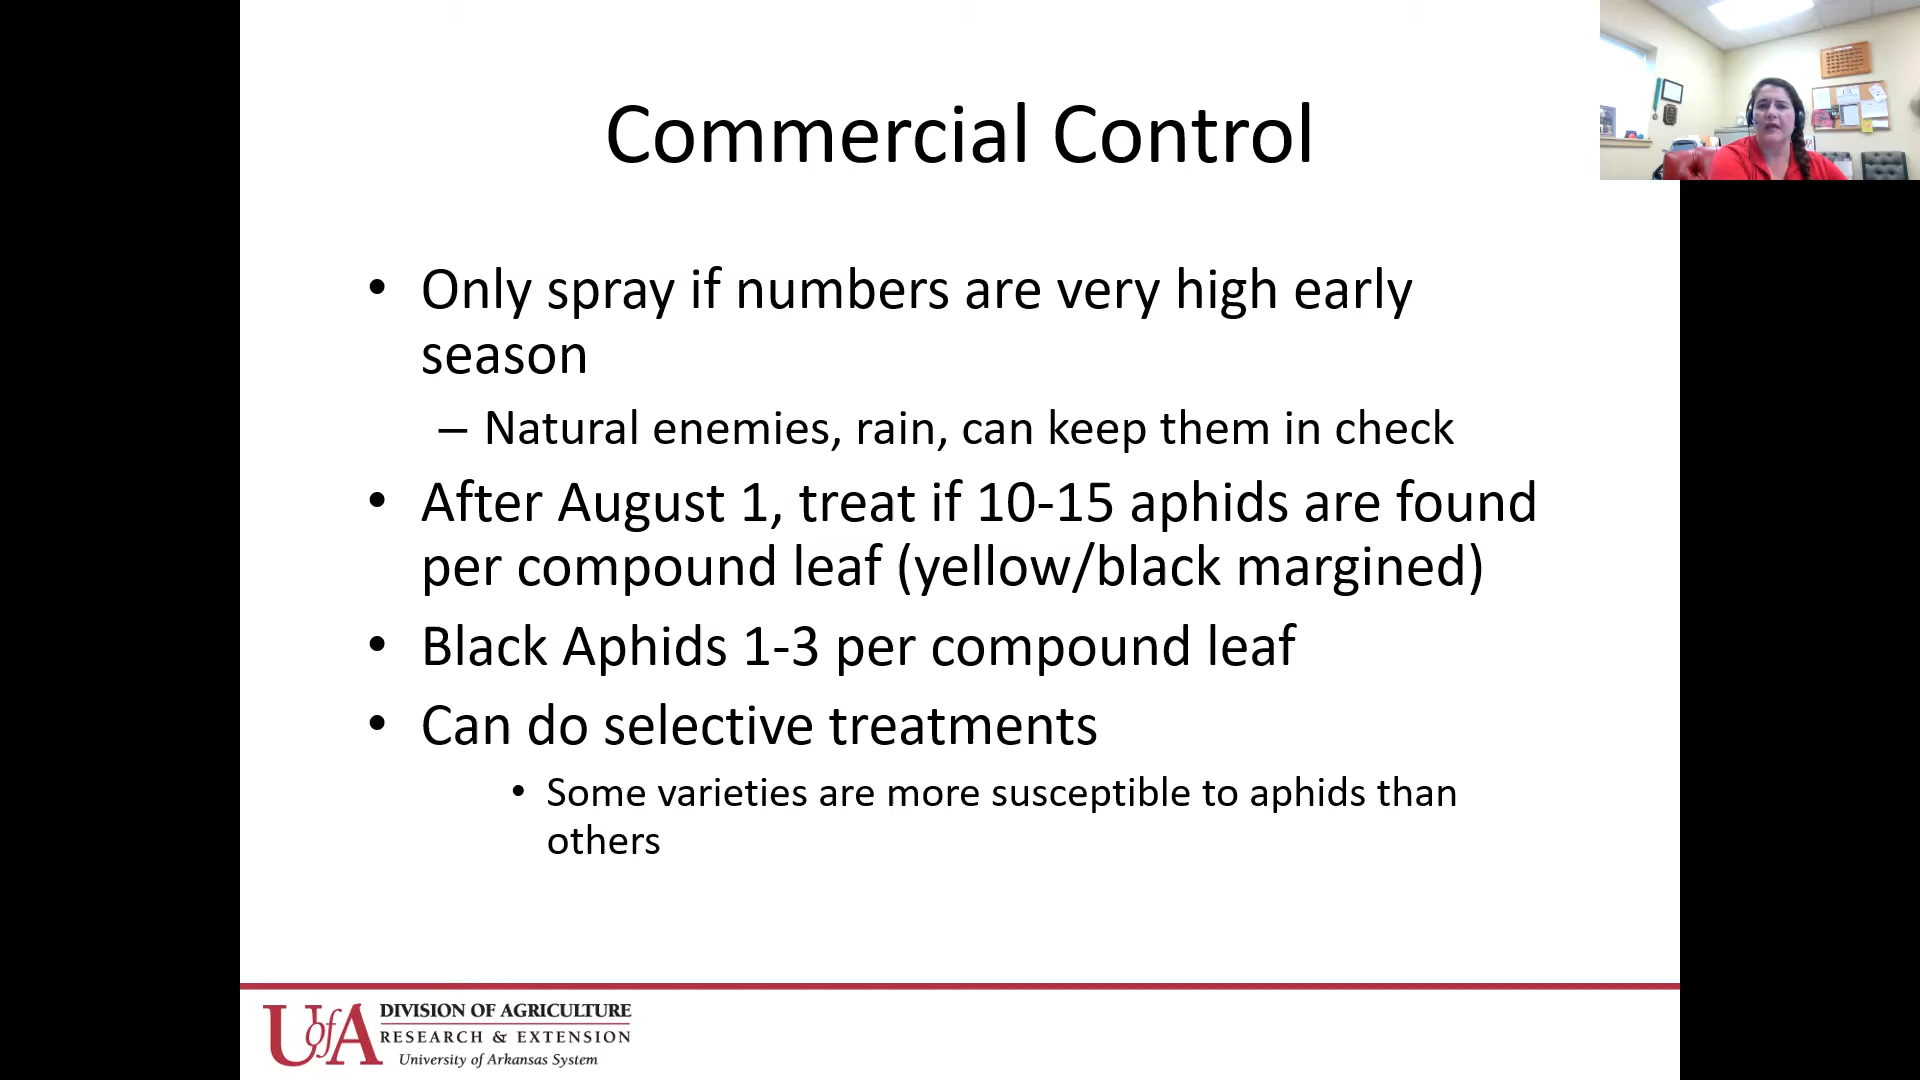 Commercial Control
• Only spray if numbers are very high early
season
– Natural enemies, rain, can keep them in check
• After August 1, treat if 10-15 aphids are found
per compound leaf (yellow/black margined)
• Black Aphids 1-3 per compound leaf
• Can do selective treatments
• Some varieties are more susceptible to aphids than
others
UofA
DIVISION OF AGRICULTURE
RESEARCH & EXTENSION
University of Arkansas System